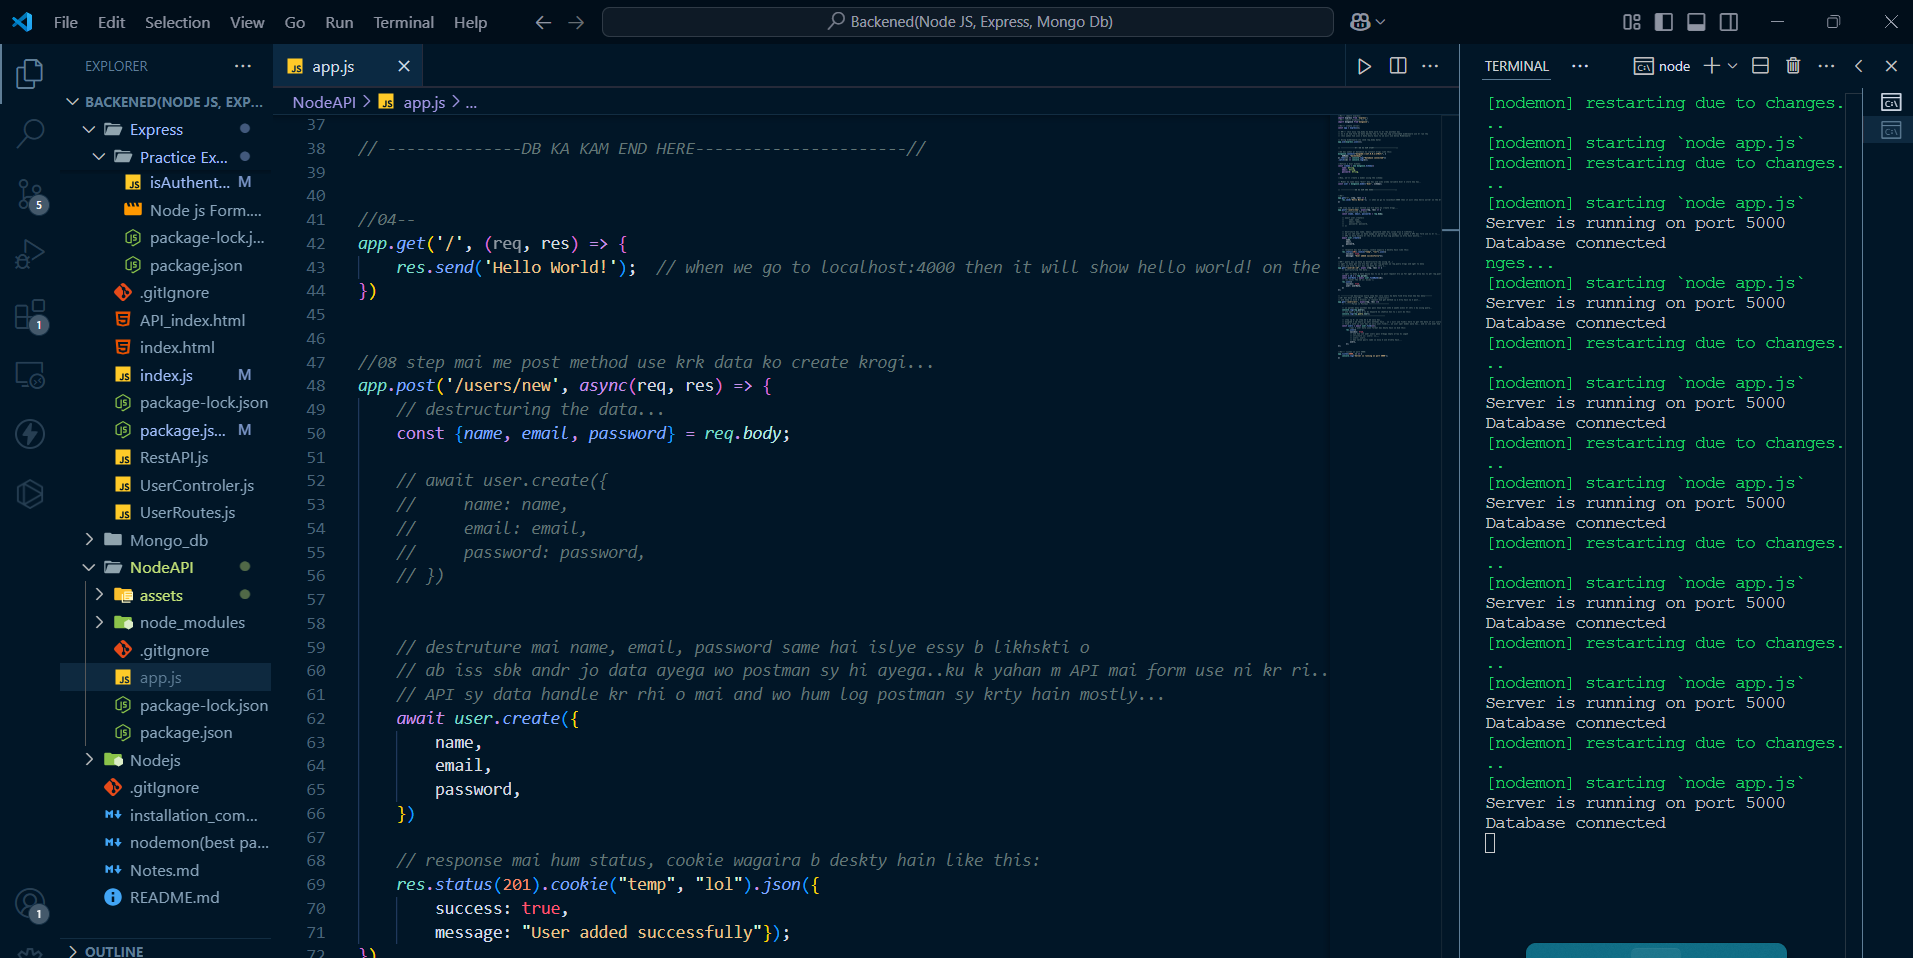 File Edit Selection View Go Run Terminal Help
Backened(Node JS, Express, Mongo Db)
EXPLORER
BACKENED(NODE JS, EXP...
Express
Practice Ex...
isAuthent... M
Node js Form....
package-lock.j...
package.json
.gitIgnore
API_index.html
index.html
index.js M
package-lock.json
package.js... M
RestAPI.js
UserControler.js
UserRoutes.js
Mongo_db
NodeAPI
assets
node_modules
.gitIgnore
app.js
package-lock.json
package.json
Nodejs
.gitIgnore
installation_com...
nodemon(best pa...
Notes.md
README.md
OUTLINE
5
1
1
app.js
NodeAPI > app.js > ...
37
38 // --------------DB KA KAM END HERE----------------------//
39
40
41 //04--
42 app.get('/', (req, res) => {
43 res.send('Hello World!'); // when we go to localhost:4000 then it will show hello world! on the
44 })
45
46
47 //08 step mai me post method use krk data ko create krogi...
48 app.post('/users/new', async(req, res) => {
49 // destructuring the data...
50 const {name, email, password} = req.body;
51
52 // await user.create({
53 // name: name,
54 // email: email,
55 // password: password,
56 // })
57
58
59 // destruture mai name, email, password same hai islye essy b likhskti o
60 // ab iss sbk andr jo data ayega wo postman sy hi ayega..ku k yahan m API mai form use ni kr ri..
61 // API sy data handle kr rhi o mai and wo hum log postman sy krty hain mostly...
62 await user.create({
63 name,
64 email,
65 password,
66 })
67
68 // response mai hum status, cookie wagaira b deskty hain like this:
69 res.status(201).cookie("temp", "lol").json({
70 success: true,
71 message: "User added successfully"});
72 })
TERMINAL
node
[nodemon] restarting due to changes.
..
[nodemon] starting `node app.js`
[nodemon] restarting due to changes.
..
[nodemon] starting `node app.js`
Server is running on port 5000
Database connected
nges...
[nodemon] starting `node app.js`
Server is running on port 5000
Database connected
[nodemon] restarting due to changes.
..
[nodemon] starting `node app.js`
Server is running on port 5000
Database connected
[nodemon] restarting due to changes.
..
[nodemon] starting `node app.js`
Server is running on port 5000
Database connected
[nodemon] restarting due to changes.
..
[nodemon] starting `node app.js`
Server is running on port 5000
Database connected
[nodemon] restarting due to changes.
..
[nodemon] starting `node app.js`
Server is running on port 5000
Database connected
[nodemon] restarting due to changes.
..
[nodemon] starting `node app.js`
Server is running on port 5000
Database connected